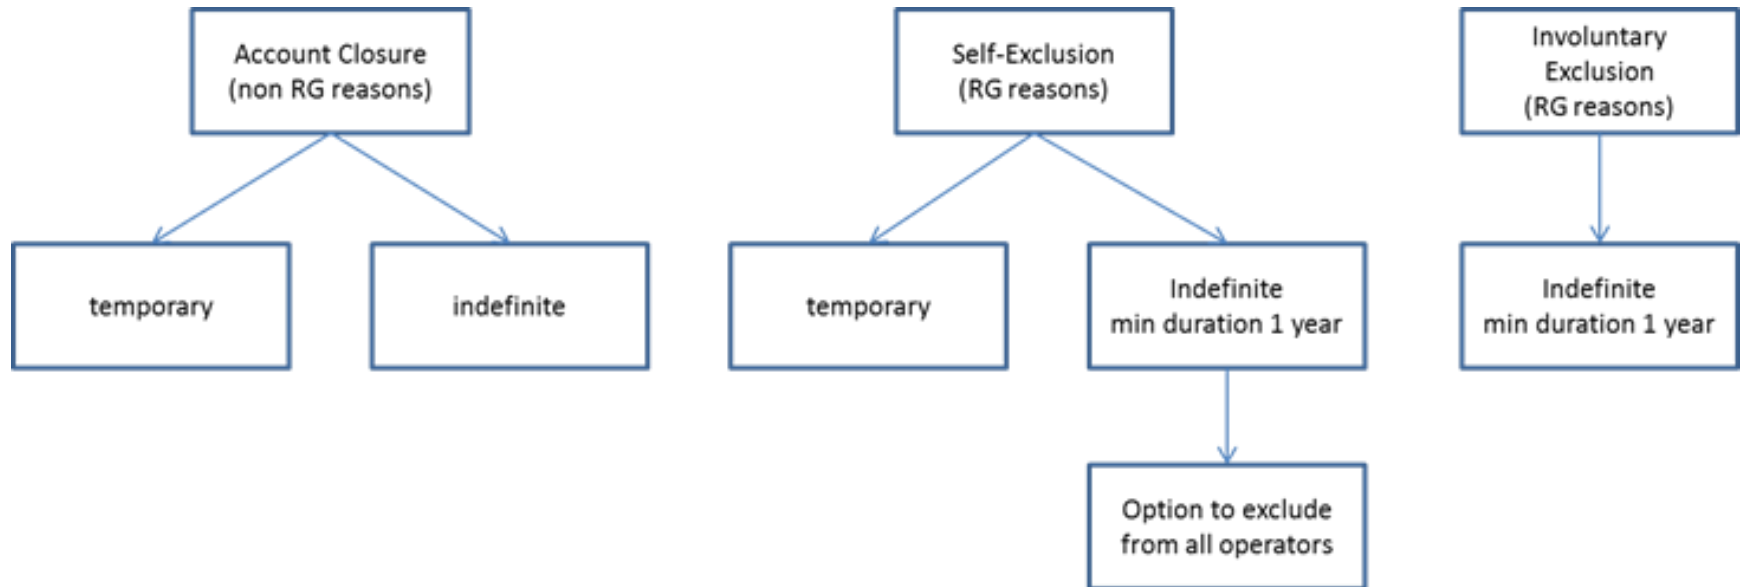 Account Closure
(non RG reasons)
temporary
indefinite
Self-Exclusion
(RG reasons)
temporary
Indefinite
min duration 1 year
Option to exclude
from all operators
Involuntary
Exclusion
(RG reasons)
Indefinite
min duration 1 year